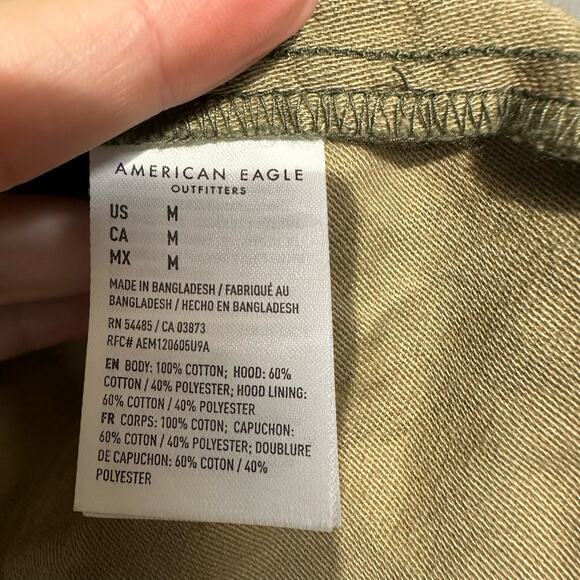 AMERICAN EAGLE
OUTFITTERS
US M
CA M
MX M
MADE IN BANGLADESH / FABRIQUÉ AU
BANGLADESH / HECHO EN BANGLADESH
RN 54485 / CA 03873
RFC# AEM120605U9A
EN BODY: 100% COTTON; HOOD: 60%
COTTON / 40% POLYESTER; HOOD LINING:
60% COTTON / 40% POLYESTER
FR CORPS: 100% COTON; CAPUCHON:
60% COTON / 40% POLYESTER; DOUBLURE
DE CAPUCHON: 60% COTON / 40%
POLYESTER